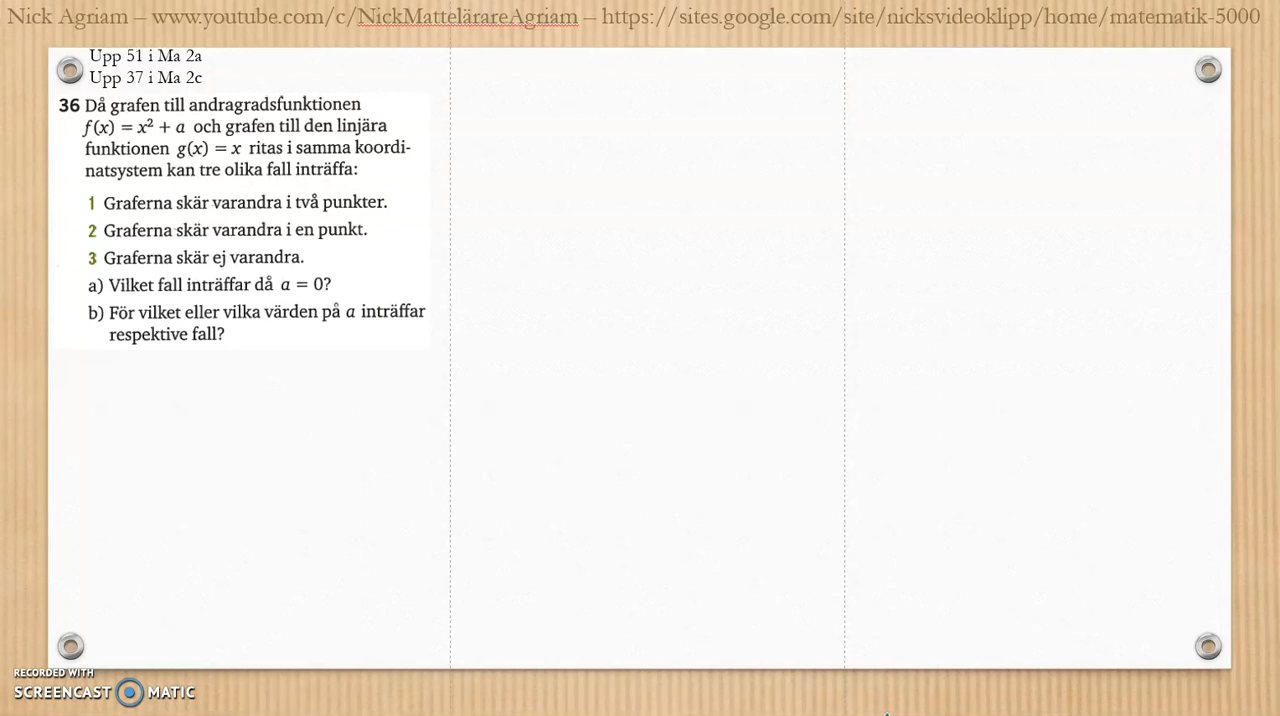 Nick Agriam – www.youtube.com/c/NickMattelärareAgriam – https://sites.google.com/site/nicksvideoklipp/home/matematik-5000
Upp 51 i Ma 2a
Upp 37 i Ma 2c
36 Då grafen till andragradsfunktionen
f(x) = x² + a och grafen till den linjära
funktionen g(x) = x ritas i samma koordi-
natsystem kan tre olika fall inträffa:
1 Graferna skär varandra i två punkter.
2 Graferna skär varandra i en punkt.
3 Graferna skär ej varandra.
a) Vilket fall inträffar då a = 0?
b) För vilket eller vilka värden på a inträffar
respektive fall?
RECORDED WITH
SCREENCAST MATIC